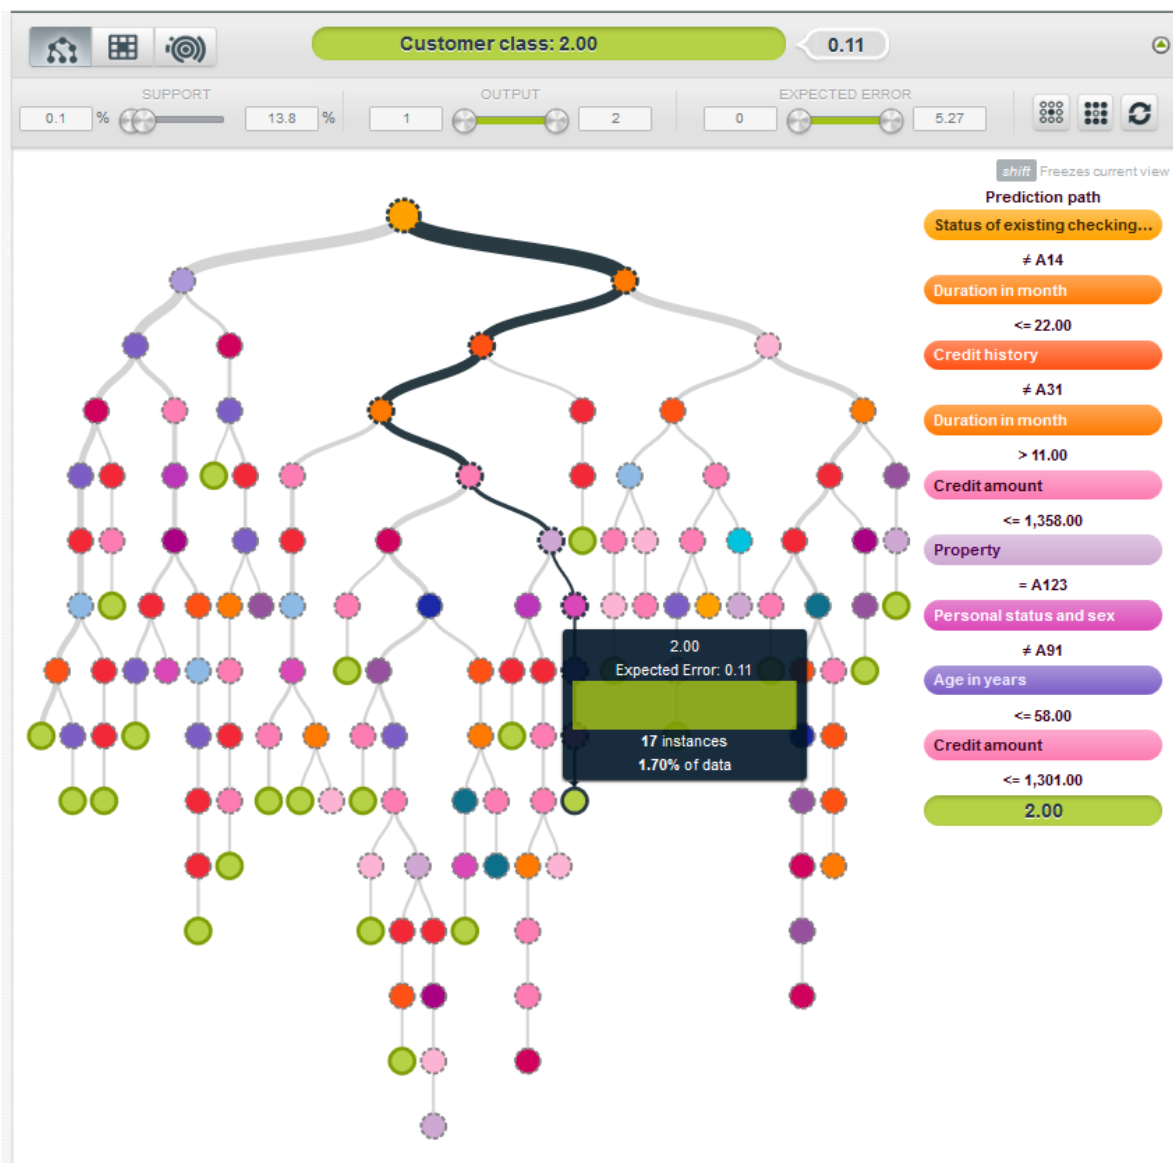 Customer class: 2.00
0.11
SUPPORT
OUTPUT
EXPECTED ERROR
0.1 %
13.8 %
1
2
0
5.27
shift Freezes current view
Prediction path
Status of existing checking...
≠ A14
Duration in month
<= 22.00
Credit history
≠ A31
Duration in month
> 11.00
Credit amount
<= 1,358.00
Property
= A123
Personal status and sex
≠ A91
Age in years
<= 58.00
Credit amount
<= 1,301.00
2.00
2.00
Expected Error: 0.11
17 instances
1.70% of data